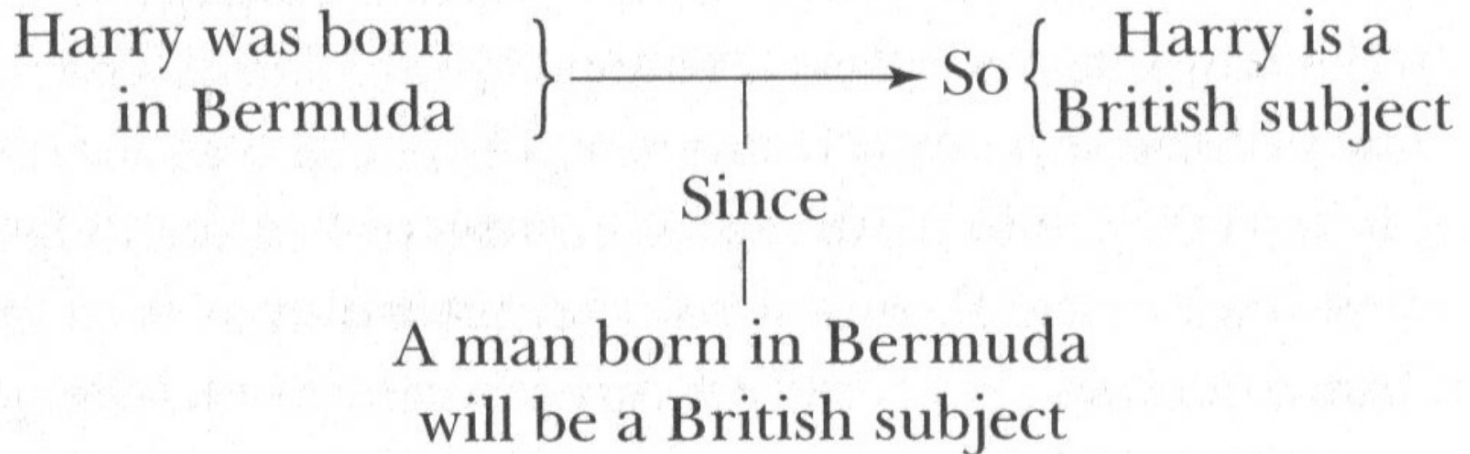 Harry was born
in Bermuda
So
Harry is a
British subject
Since
A man born in Bermuda
will be a British subject